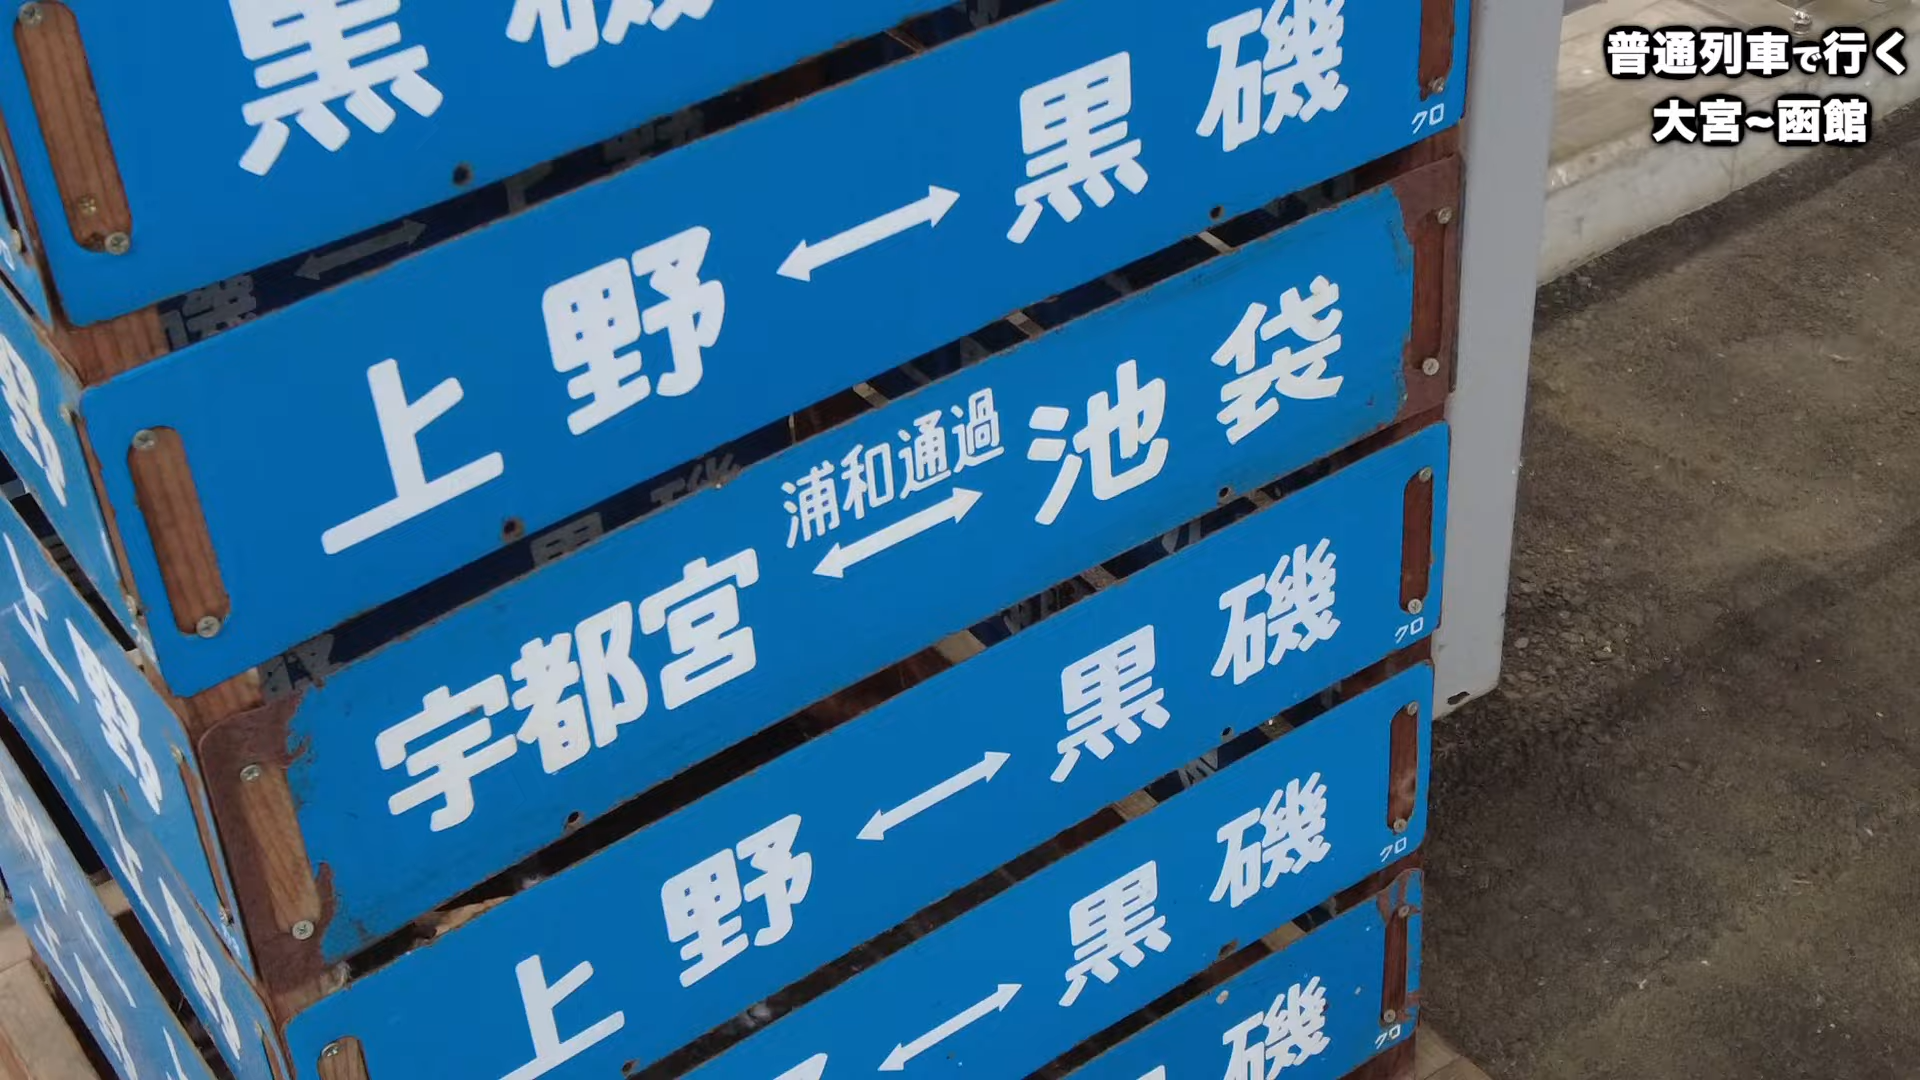 普通列車で行く
大宮~函館
黒磯
上野↔黒磯
クロ
浦和通過
宇都宮↔池袋
上野↔黒磯
クロ
↔黒磯
クロ
磯
クロ
上野